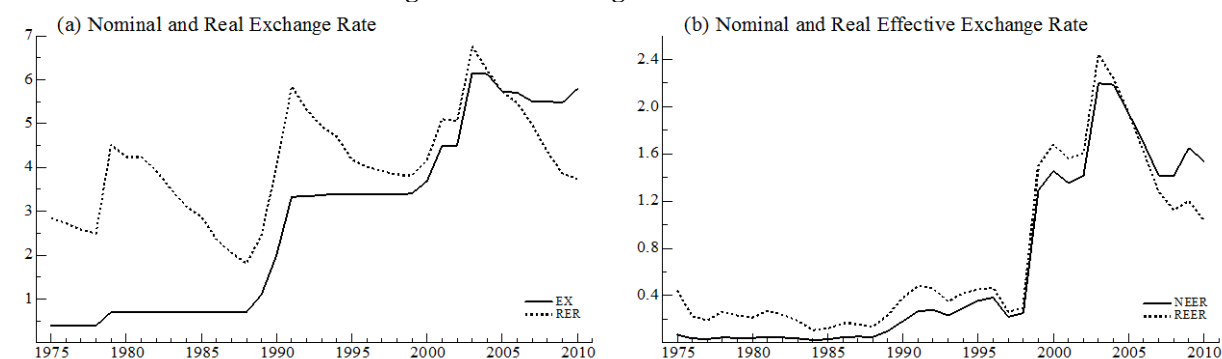 (a) Nominal and Real Exchange Rate
7
6
5
4
3
2
1
EX
RER
1975 1980 1985 1990 1995 2000 2005 2010
(b) Nominal and Real Effective Exchange Rate
2.4
2.0
1.6
1.2
0.8
0.4
NEER
REER
1975 1980 1985 1990 1995 2000 2005 2010